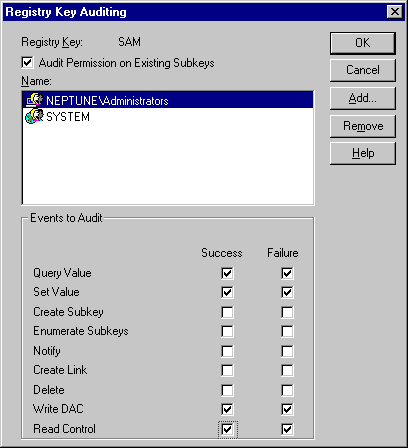 Registry Key Auditing
Registry Key: SAM
OK
Audit Permission on Existing Subkeys
Cancel
Name:
NEPTUNE\Administrators
Add...
SYSTEM
Remove
Help
Events to Audit
Success Failure
Query Value
Set Value
Create Subkey
Enumerate Subkeys
Notify
Create Link
Delete
Write DAC
Read Control